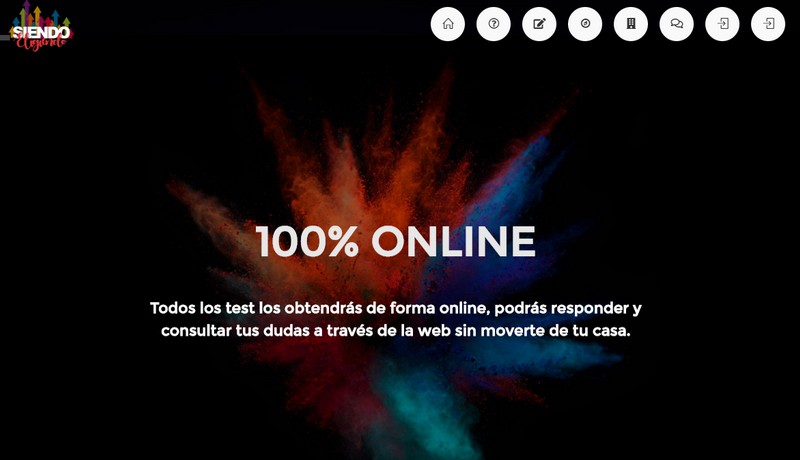 SIENDO
Eligiendo
100% ONLINE
Todos los test los obtendrás de forma online, podrás responder y
consultar tus dudas a través de la web sin moverte de tu casa.